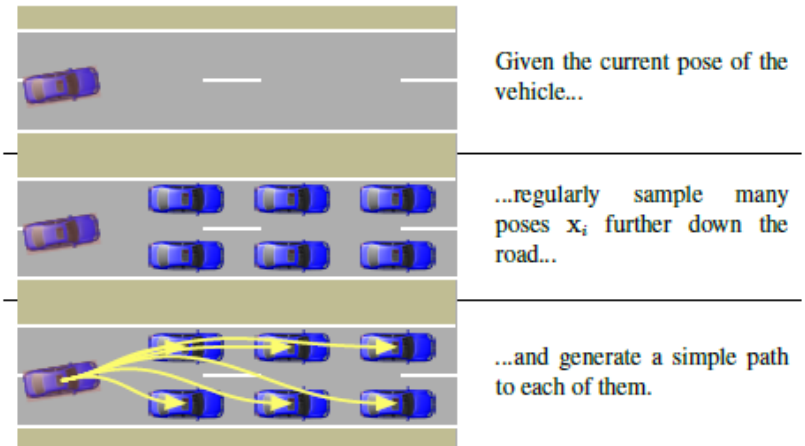 Given the current pose of the
vehicle...
...regularly sample many
poses xᵢ further down the
road...
...and generate a simple path
to each of them.